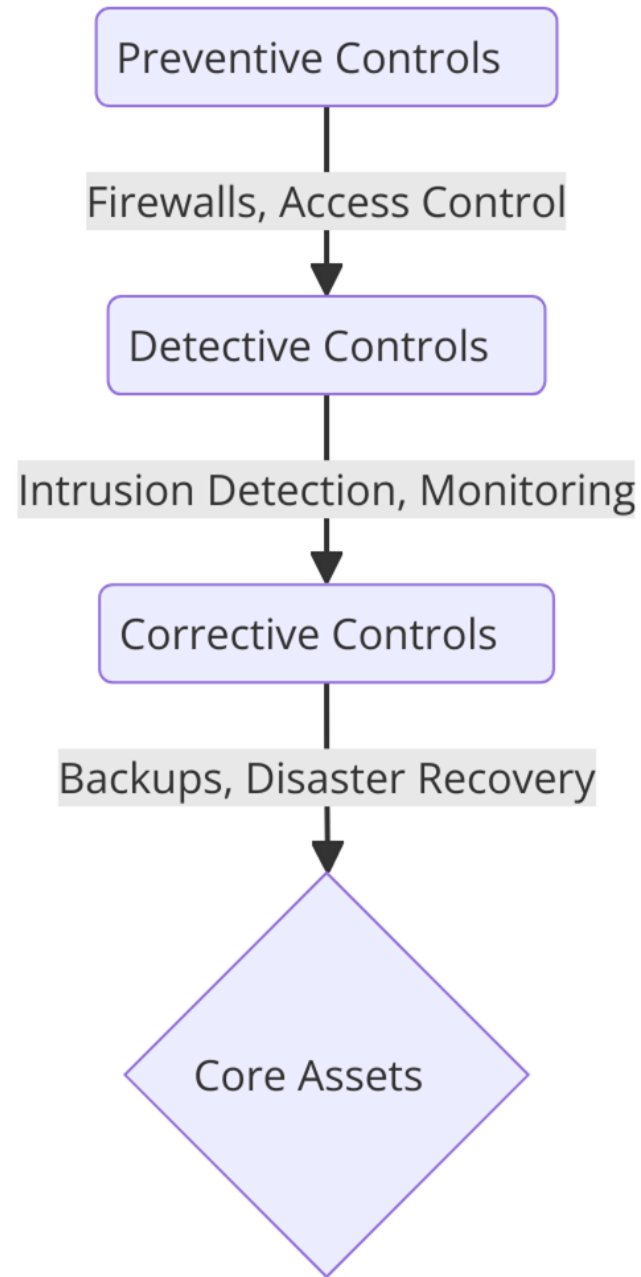 Preventive Controls
Firewalls, Access Control
Detective Controls
Intrusion Detection, Monitoring
Corrective Controls
Backups, Disaster Recovery
Core Assets